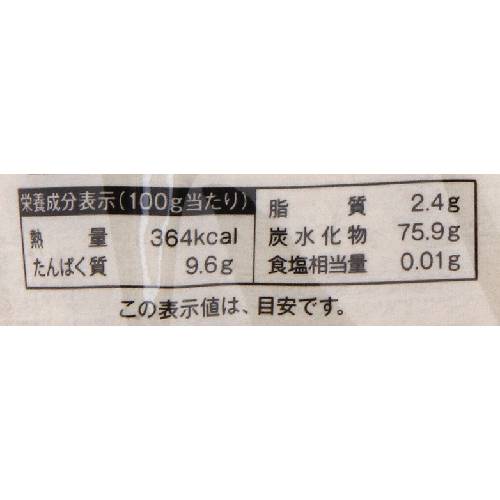 栄養成分表示(100g当たり)
熱量 364kcal
たんぱく質 9.6g
脂質 2.4g
炭水化物 75.9g
食塩相当量 0.01g
この表示値は、目安です。